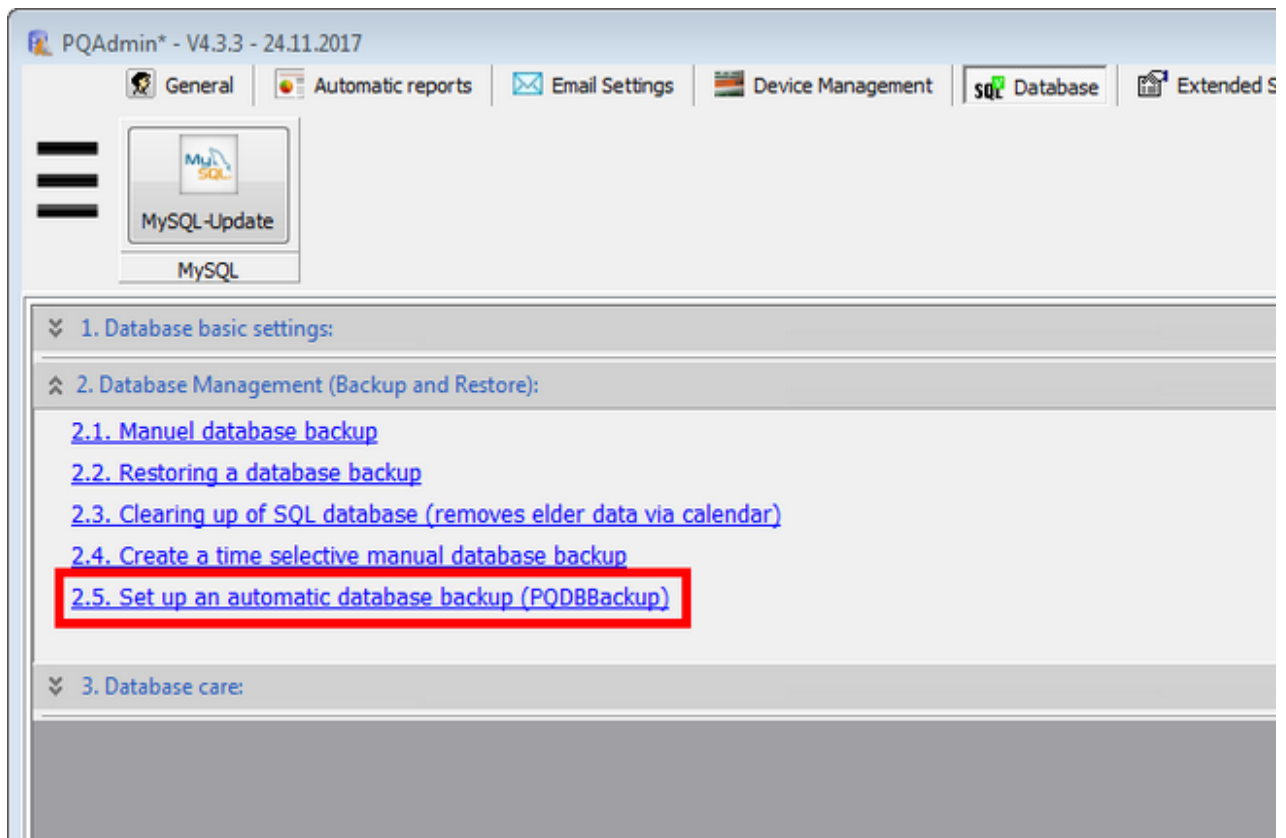 PQAdmin* - V4.3.3 - 24.11.2017
General Automatic reports Email Settings Device Management SQL Database Extended S
MySQL
MySQL-Update
MySQL
1. Database basic settings:
2. Database Management (Backup and Restore):
2.1. Manuel database backup
2.2. Restoring a database backup
2.3. Clearing up of SQL database (removes elder data via calendar)
2.4. Create a time selective manual database backup
2.5. Set up an automatic database backup (PQDBBackup)
3. Database care: